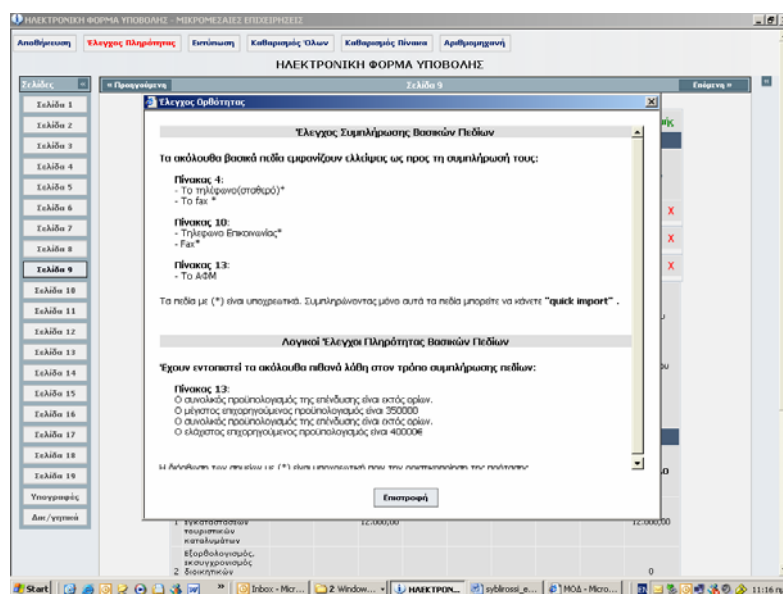 ΗΛΕΚΤΡΟΝΙΚΗ ΦΟΡΜΑ ΥΠΟΒΟΛΗΣ - ΜΙΚΡΟΜΕΣΑΙΕΣ ΕΠΙΧΕΙΡΗΣΕΙΣ
Αποθήκευση Έλεγχος Πληρότητας Εκτύπωση Καθαρισμός Όλων Καθαρισμός Πίνακα Αριθμομηχανή
ΗΛΕΚΤΡΟΝΙΚΗ ΦΟΡΜΑ ΥΠΟΒΟΛΗΣ
Σελίδες « « Προηγούμενη Σελίδα 9 Επόμενη »
Σελίδα 1
Σελίδα 2
Σελίδα 3
Σελίδα 4
Σελίδα 5
Σελίδα 6
Σελίδα 7
Σελίδα 8
Σελίδα 9
Σελίδα 10
Σελίδα 11
Σελίδα 12
Σελίδα 13
Σελίδα 14
Σελίδα 15
Σελίδα 16
Σελίδα 17
Σελίδα 18
Σελίδα 19
Υπογραφές
Δικ/γητικά
Έλεγχος Ορθότητας
Έλεγχος Συμπλήρωσης Βασικών Πεδίων
Τα ακόλουθα βασικά πεδία εμφανίζουν ελλείψεις ως προς τη συμπλήρωσή τους:
Πίνακας 4:
- Το τηλέφωνο(σταθερό)*
- Το fax *
Πίνακας 10:
- Τηλεφωνο Επικοινωνίας*
- Fax*
Πίνακας 13:
- Το ΑΦΜ
Τα πεδία με (*) είναι υποχρεωτικά. Συμπληρώνοντας μόνο αυτά τα πεδία μπορείτε να κάνετε "quick import" .
Λογικοί Έλεγχοι Πληρότητας Βασικών Πεδίων
Έχουν εντοπιστεί τα ακόλουθα πιθανά λάθη στον τρόπο συμπλήρωσης πεδίων:
Πίνακας 13:
Ο συνολικός προϋπολογισμός της επένδυσης είναι εκτός ορίων.
Ο μέγιστος επιχορηγούμενος προϋπολογισμός είναι 350000
Ο συνολικός προϋπολογισμός της επένδυσης είναι εκτός ορίων.
Ο ελάχιστος επιχορηγούμενος προϋπολογισμός είναι 40000€
Επιστροφή
1 εγκαταστάσεων 12.000,00 12.000,00
τουριστικών
καταλυμάτων
Εξορθολογισμός,
εκσυγχρονισμός
2 διοικητικών 0
Start Inbox - Micr... 2 Window... ΗΛΕΚΤΡΟΝ... syblirossi_e... ΜΟΔ - Micro... 11:16